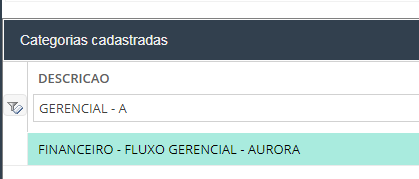 Categorias cadastradas
DESCRICAO
GERENCIAL - A
FINANCEIRO - FLUXO GERENCIAL - AURORA